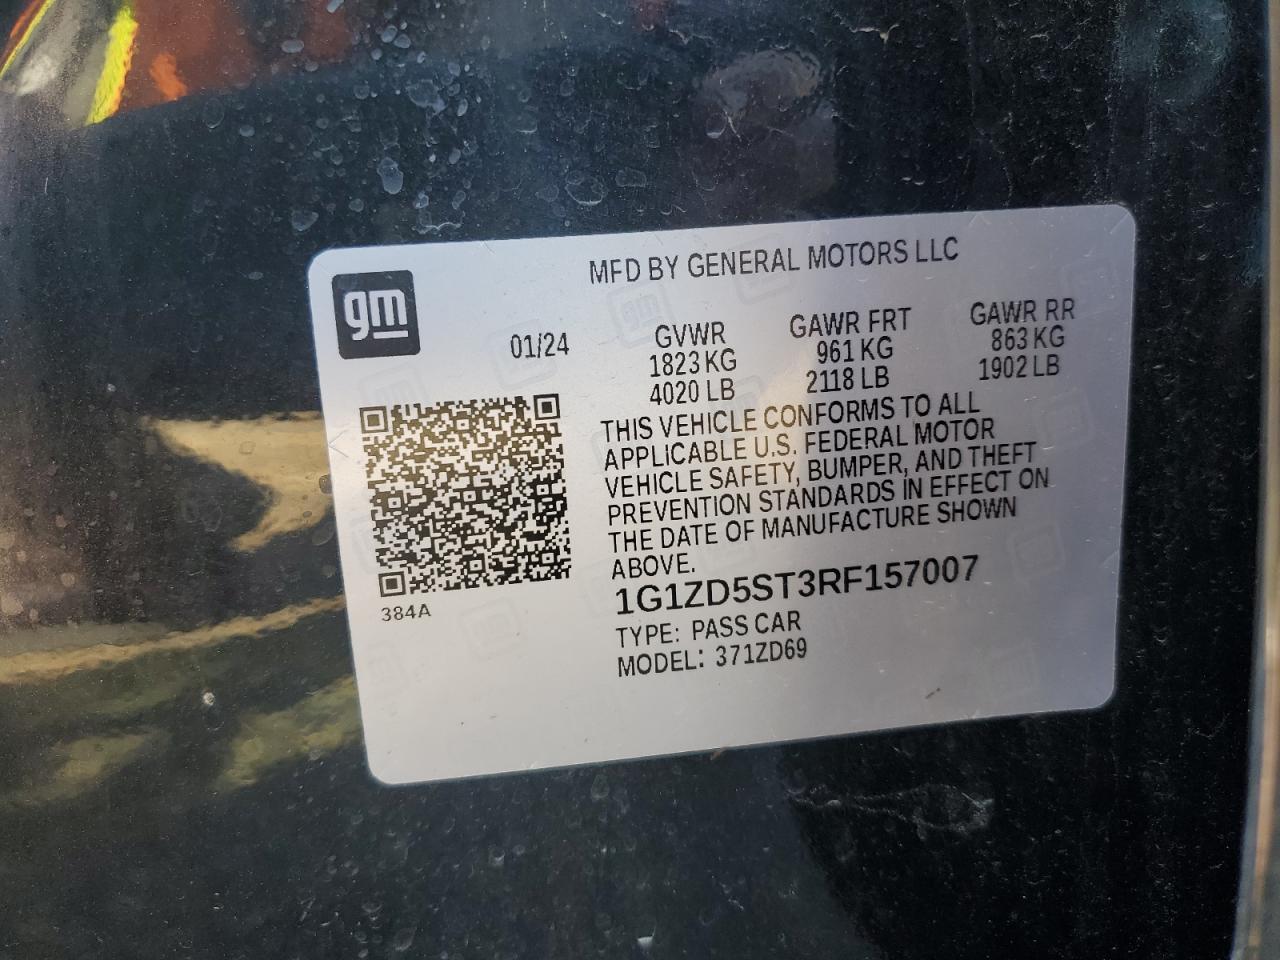 MFD BY GENERAL MOTORS LLC
gm
01/24
GVWR GAWR FRT GAWR RR
1823 KG 961 KG 863 KG
4020 LB 2118 LB 1902 LB
THIS VEHICLE CONFORMS TO ALL
APPLICABLE U.S. FEDERAL MOTOR
VEHICLE SAFETY, BUMPER, AND THEFT
PREVENTION STANDARDS IN EFFECT ON
THE DATE OF MANUFACTURE SHOWN
ABOVE.
384A
1G1ZD5ST3RF157007
TYPE: PASS CAR
MODEL: 371ZD69